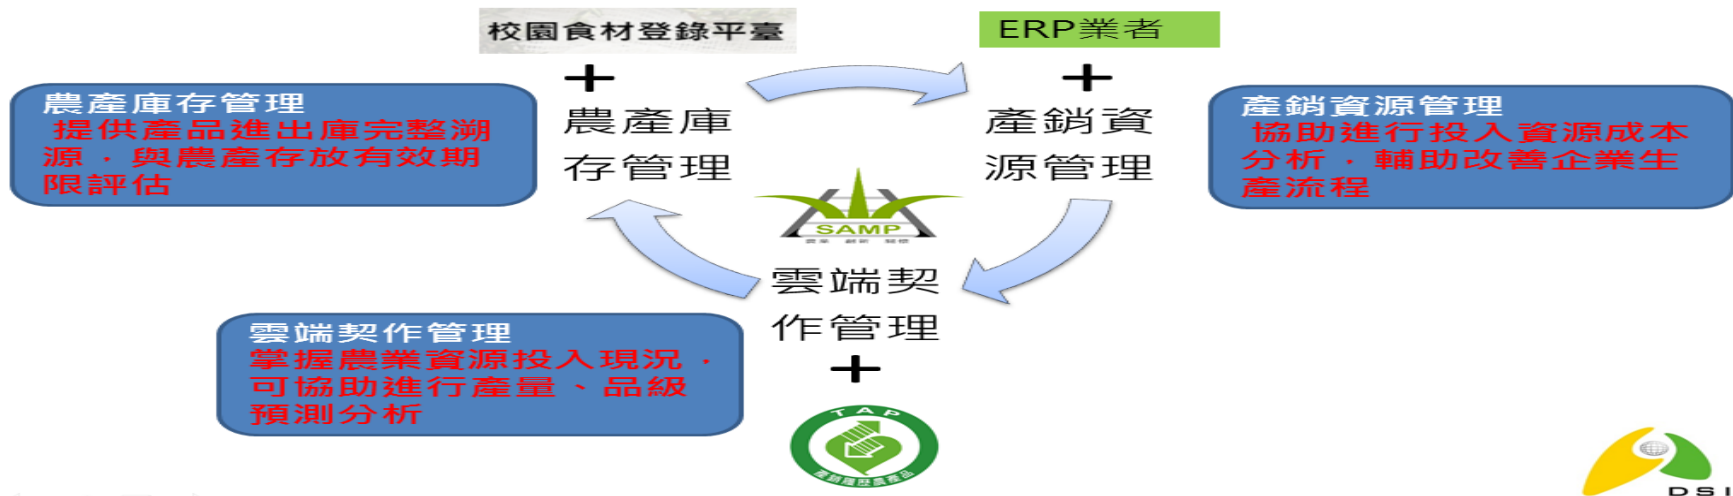 校園食材登錄平臺
ERP業者
+
+
農產庫
存管理
產銷資
源管理
農產庫存管理
提供產品進出庫完整溯
源，與農產存放有效期
限評估
產銷資源管理
協助進行投入資源成本
分析，輔助改善企業生
產流程
SAMP
農業 創新 關懷
雲端契
作管理
+
雲端契作管理
掌握農業資源投入現況，
可協助進行產量、品級
預測分析
TAP
產銷履歷農產品
DSI